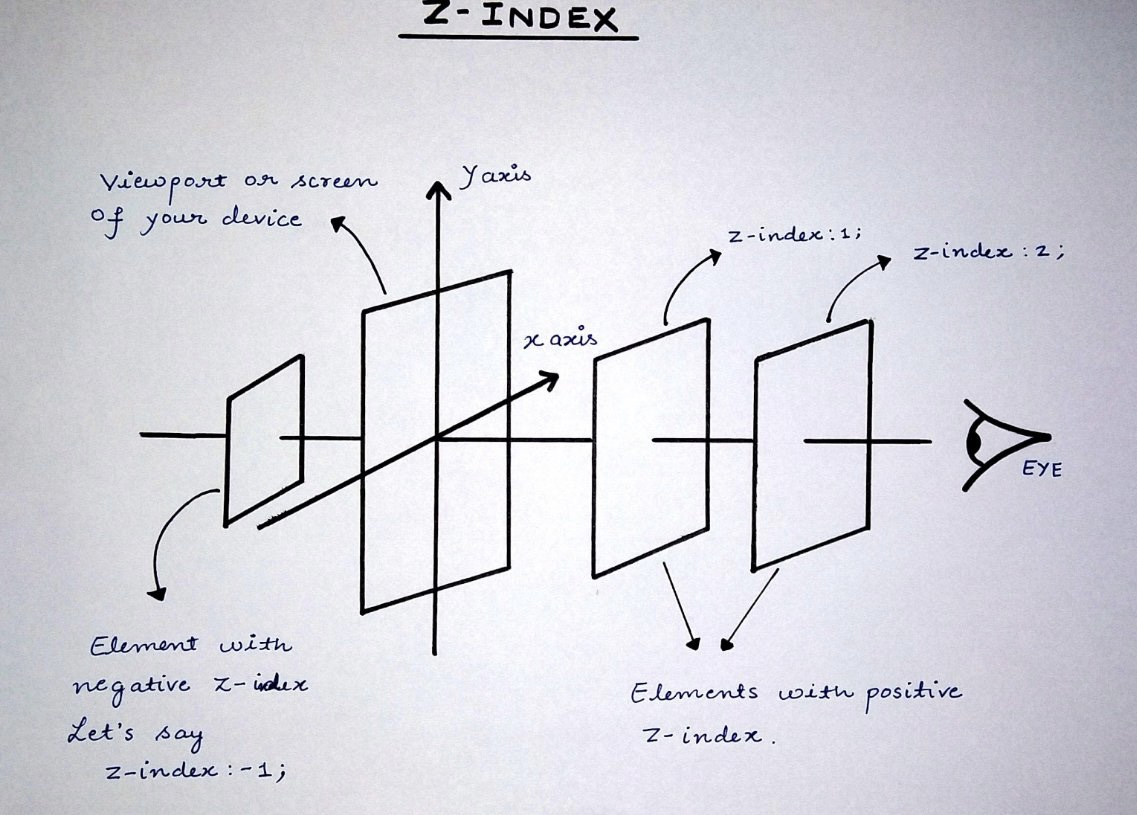 Z-INDEX
Viewport or screen
of your device
y axis
z-index:1;
z-index:2;
x axis
EYE
Element with
negative z-index
Let's say
z-index:-1;
Elements with positive
z-index.